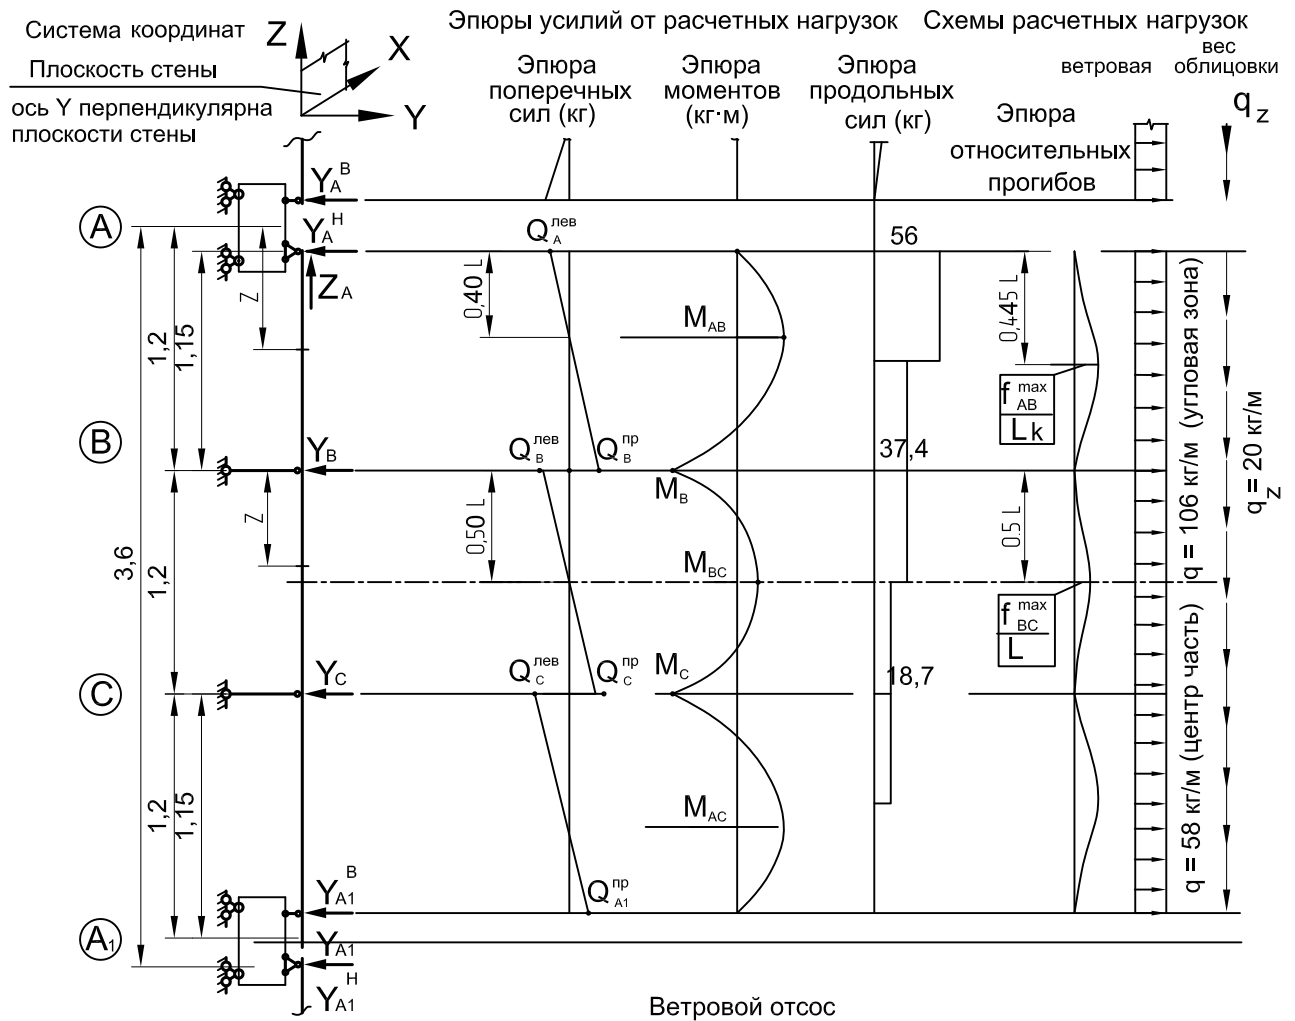 Система координат
Плоскость стены
ось Y перпендикулярна
плоскости стены
Z
X
Y
Эпюры усилий от расчетных нагрузок
Схемы расчетных нагрузок
Эпюра
поперечных
сил (кг)
Эпюра
моментов
(кг·м)
Эпюра
продольных
сил (кг)
Эпюра
относительных
прогибов
ветровая
вес
облицовки
q z
A
Y A B
Y A H
Z A
Q A лев
56
Z
1,2
1,15
0,40 L
M AB
0,445 L
f max AB
L k
B
Y B
Q B лев
Q B пр
M B
37,4
Z
3,6
1,2
0,50 L
M BC
0.5 L
f max BC
L
C
Y C
Q C лев
Q C пр
M C
18,7
1,2
1,15
M AC
q = 106 кг/м (угловая зона)
q = 58 кг/м (центр часть)
q z = 20 кг/м
Y A1 B
Q A1 пр
A 1
Y A1
H
Y A1
Ветровой отсос